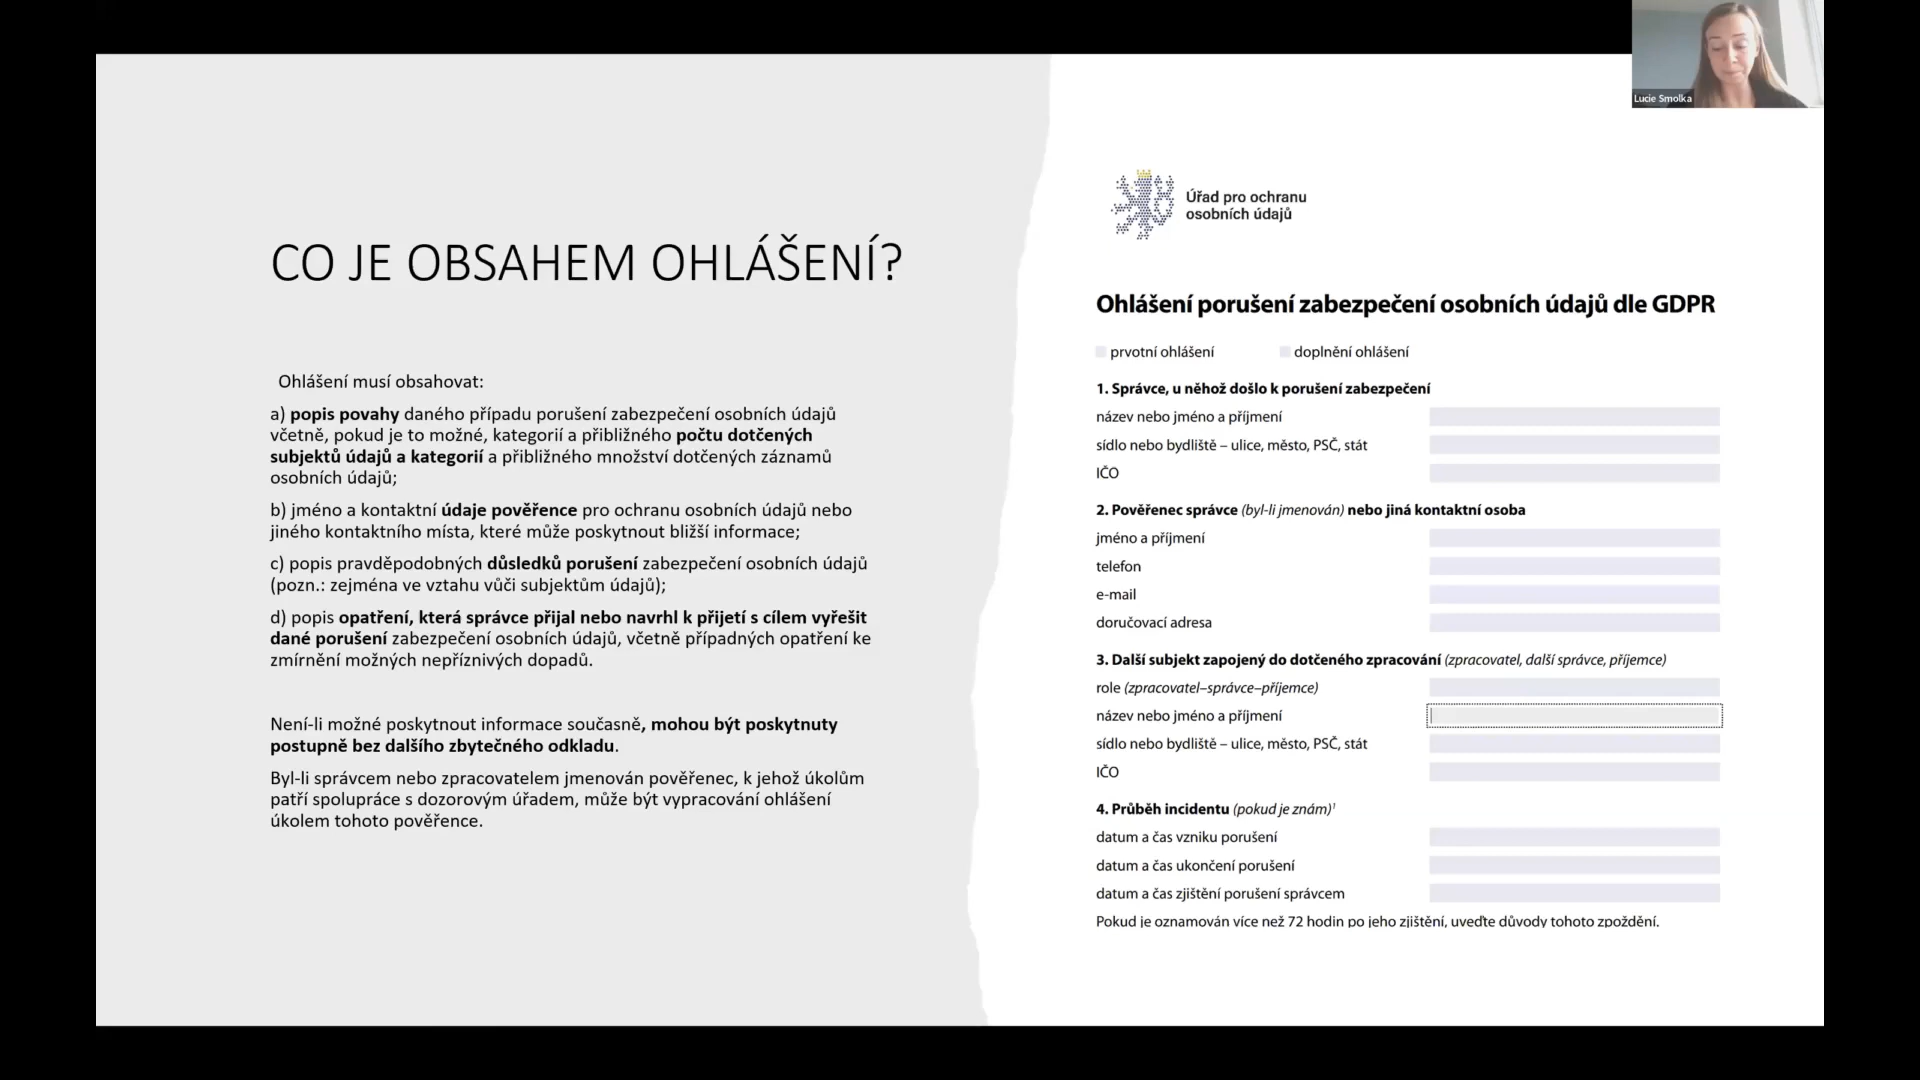 Lucie Smolka
CO JE OBSAHEM OHLÁŠENÍ?
Ohlášení musí obsahovat:
a) popis povahy daného případu porušení zabezpečení osobních údajů
včetně, pokud je to možné, kategorií a přibližného počtu dotčených
subjektů údajů a kategorií a přibližného množství dotčených záznamů
osobních údajů;
b) jméno a kontaktní údaje pověřence pro ochranu osobních údajů nebo
jiného kontaktního místa, které může poskytnout bližší informace;
c) popis pravděpodobných důsledků porušení zabezpečení osobních údajů
(pozn.: zejména ve vztahu vůči subjektům údajů);
d) popis opatření, která správce přijal nebo navrhl k přijetí s cílem vyřešit
dané porušení zabezpečení osobních údajů, včetně případných opatření ke
zmírnění možných nepříznivých dopadů.
Není-li možné poskytnout informace současně, mohou být poskytnuty
postupně bez dalšího zbytečného odkladu.
Byl-li správcem nebo zpracovatelem jmenován pověřenec, k jehož úkolům
patří spolupráce s dozorovým úřadem, může být vypracování ohlášení
úkolem tohoto pověřence.
Úřad pro ochranu
osobních údajů
Ohlášení porušení zabezpečení osobních údajů dle GDPR
prvotní ohlášení doplnění ohlášení
1. Správce, u něhož došlo k porušení zabezpečení
název nebo jméno a příjmení
sídlo nebo bydliště – ulice, město, PSČ, stát
IČO
2. Pověřenec správce (byl-li jmenován) nebo jiná kontaktní osoba
jméno a příjmení
telefon
e-mail
doručovací adresa
3. Další subjekt zapojený do dotčeného zpracování (zpracovatel, další správce, příjemce)
role (zpracovatel–správce–příjemce)
název nebo jméno a příjmení
sídlo nebo bydliště – ulice, město, PSČ, stát
IČO
4. Průběh incidentu (pokud je znám)¹
datum a čas vzniku porušení
datum a čas ukončení porušení
datum a čas zjištění porušení správcem
Pokud je oznamován více než 72 hodin po jeho zjištění, uveďte důvody tohoto zpoždění.